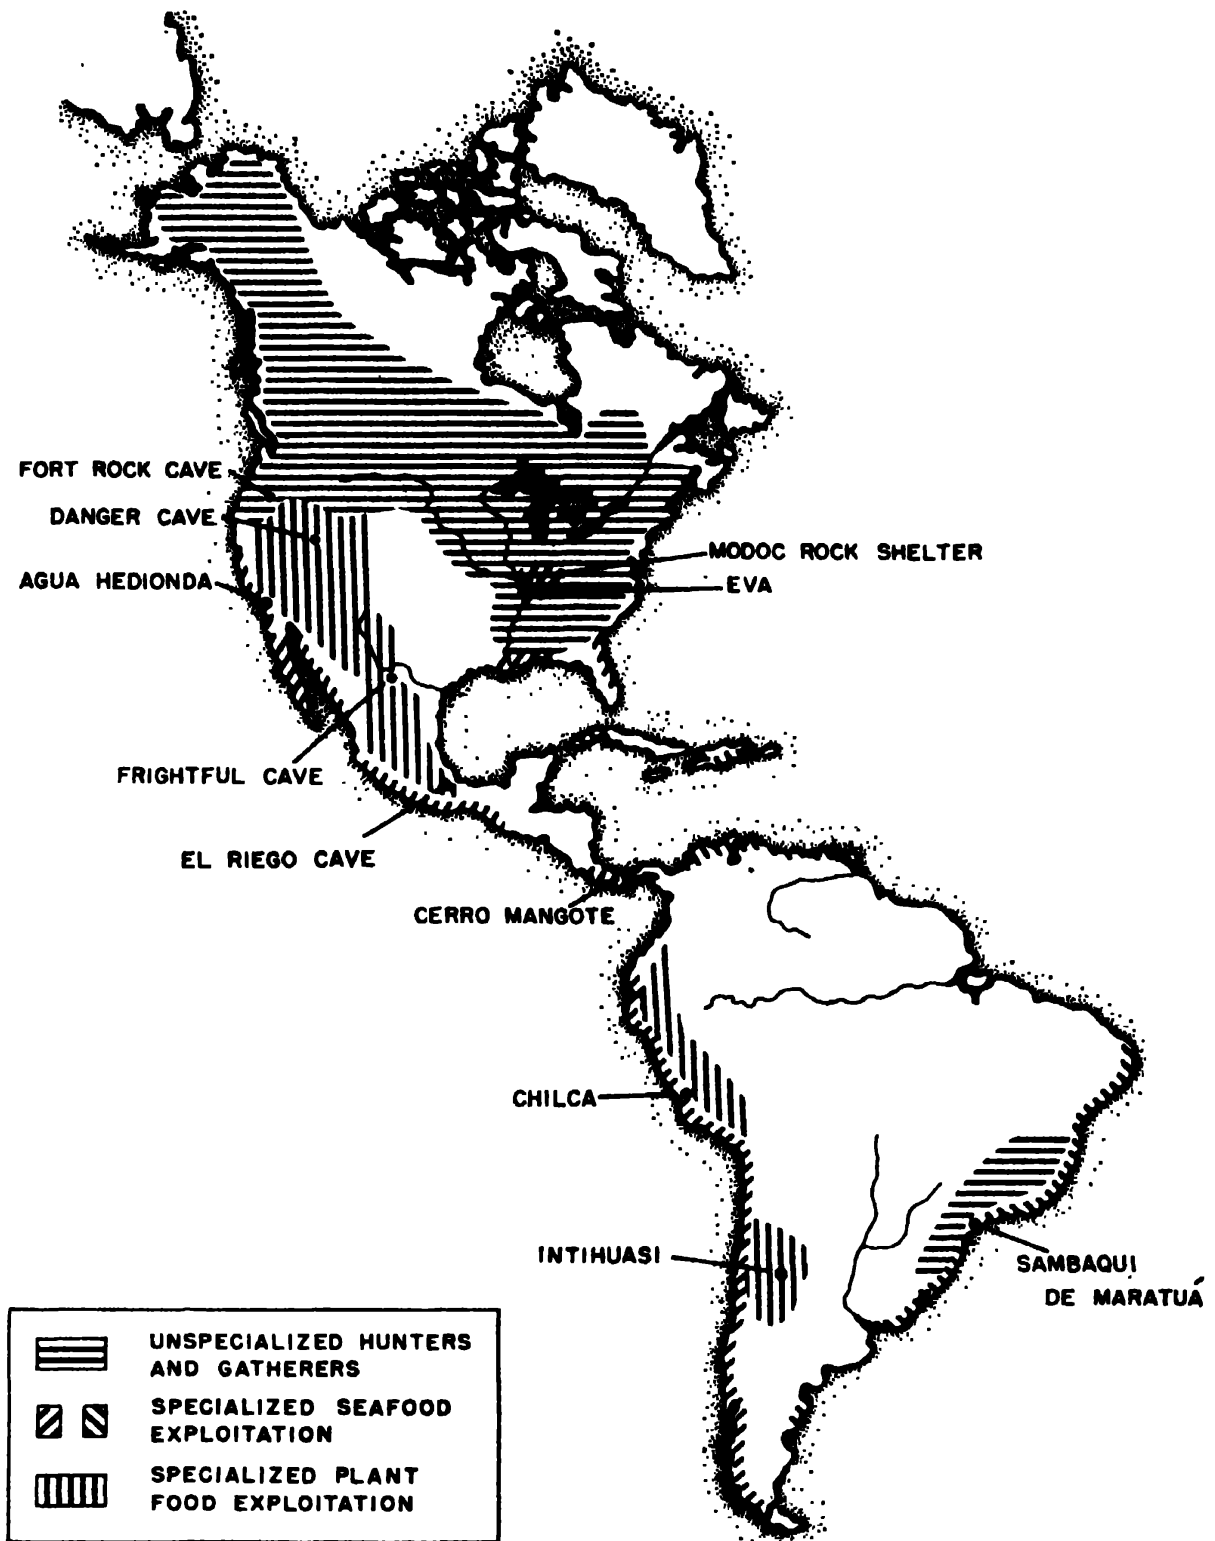 FORT ROCK CAVE
DANGER CAVE
AGUA HEDIONDA
MODOC ROCK SHELTER
EVA
FRIGHTFUL CAVE
EL RIEGO CAVE
CERRO MANGOTE
CHILCA
INTIHUASI
SAMBAQUI
DE MARATUÁ
UNSPECIALIZED HUNTERS
AND GATHERERS
SPECIALIZED SEAFOOD
EXPLOITATION
SPECIALIZED PLANT
FOOD EXPLOITATION